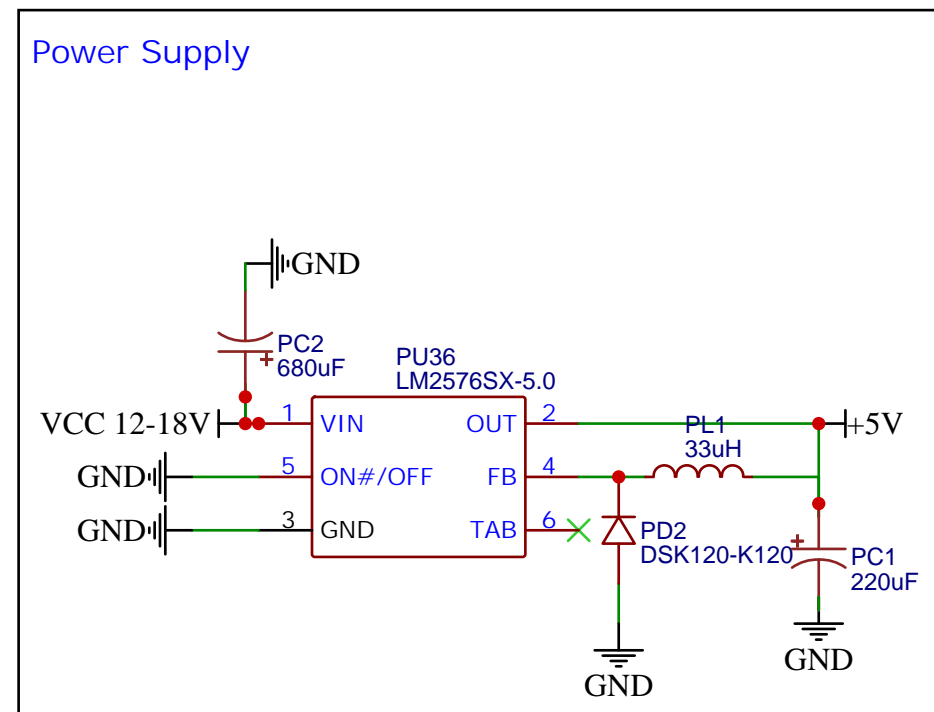 Power Supply
GND
PC2
680uF
PU36
LM2576SX-5.0
VCC 12-18V
1
VIN
OUT
2
+5V
PL1
33uH
GND
5
ON#/OFF
FB
4
GND
3
GND
TAB
6
PD2
DSK120-K120
PC1
220uF
GND
GND